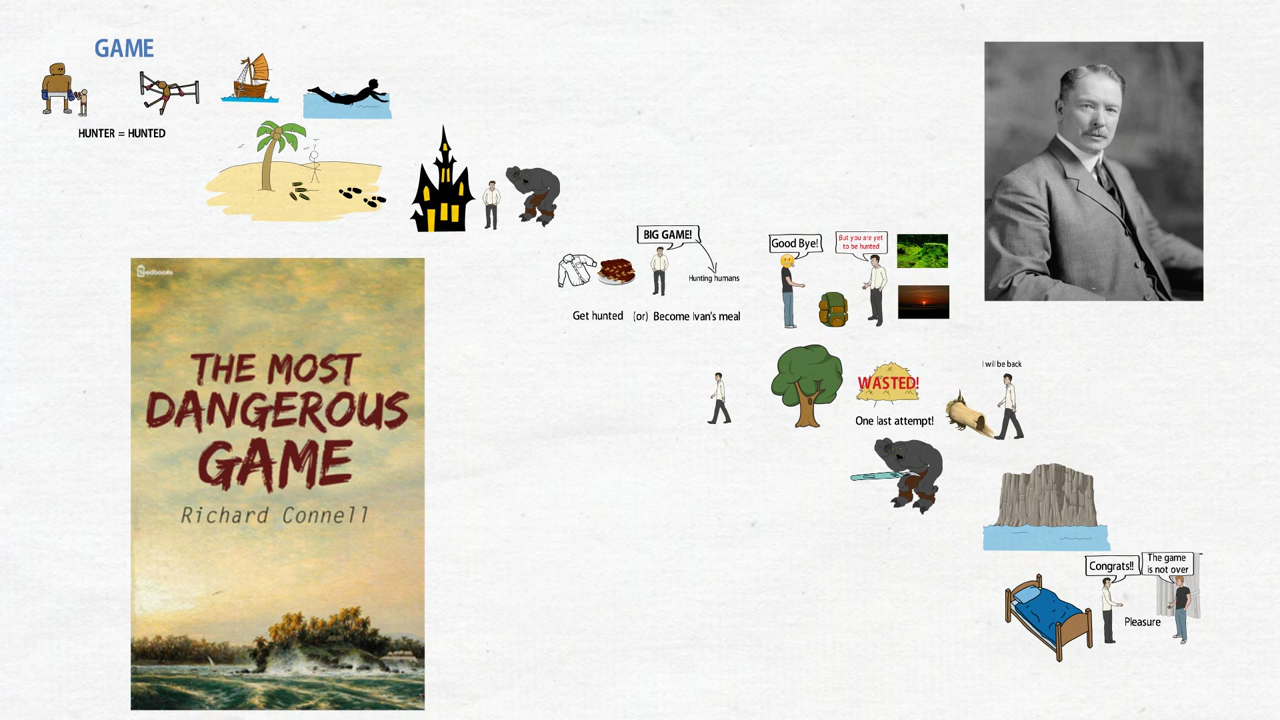 GAME
HUNTER = HUNTED
BIG GAME!
Hunting humans
Get hunted (or) Become Ivan's meal
Good Bye!
But you are yet
to be hunted
WASTED!
One last attempt!
I will be back
Congrats!!
The game
is not over
Pleasure
feedbooks
THE MOST
DANGEROUS
GAME
Richard Connell